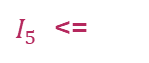 I₅ <=